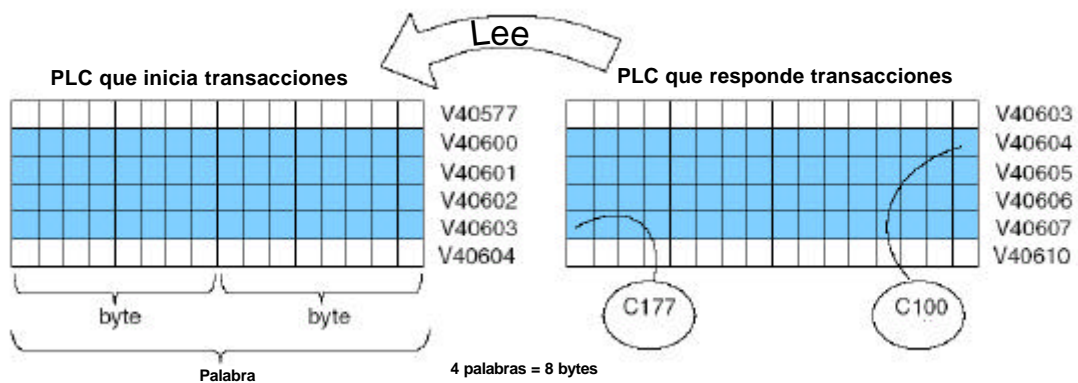 Lee
PLC que inicia transacciones
PLC que responde transacciones
V40577
V40600
V40601
V40602
V40603
V40604
V40603
V40604
V40605
V40606
V40607
V40610
byte
byte
C177
C100
Palabra
4 palabras = 8 bytes